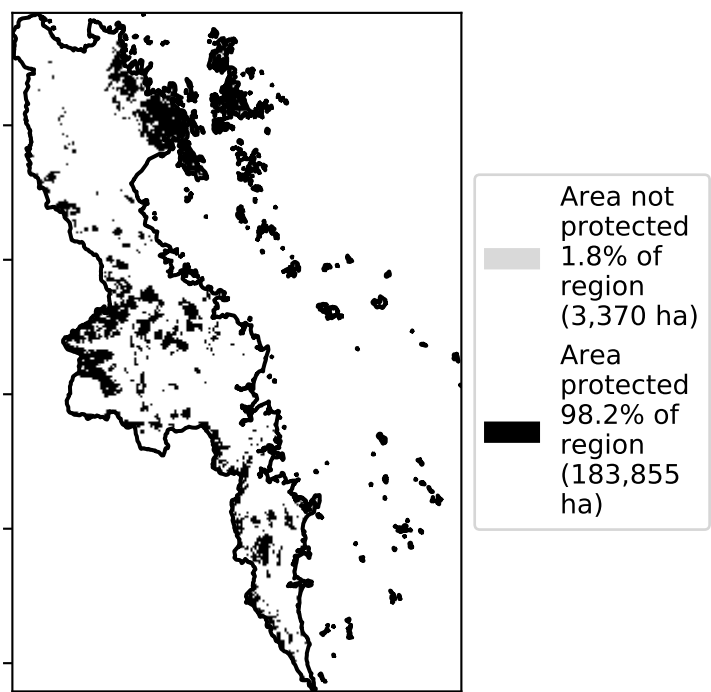 Area not
protected
1.8% of
region
(3,370 ha)
Area
protected
98.2% of
region
(183,855
ha)